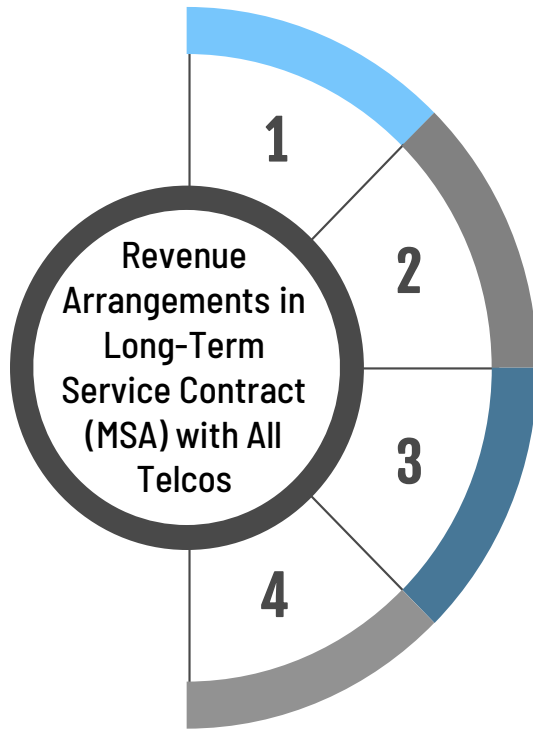 1
2
Revenue
Arrangements in
Long-Term
Service Contract
(MSA) with All
Telcos
3
4